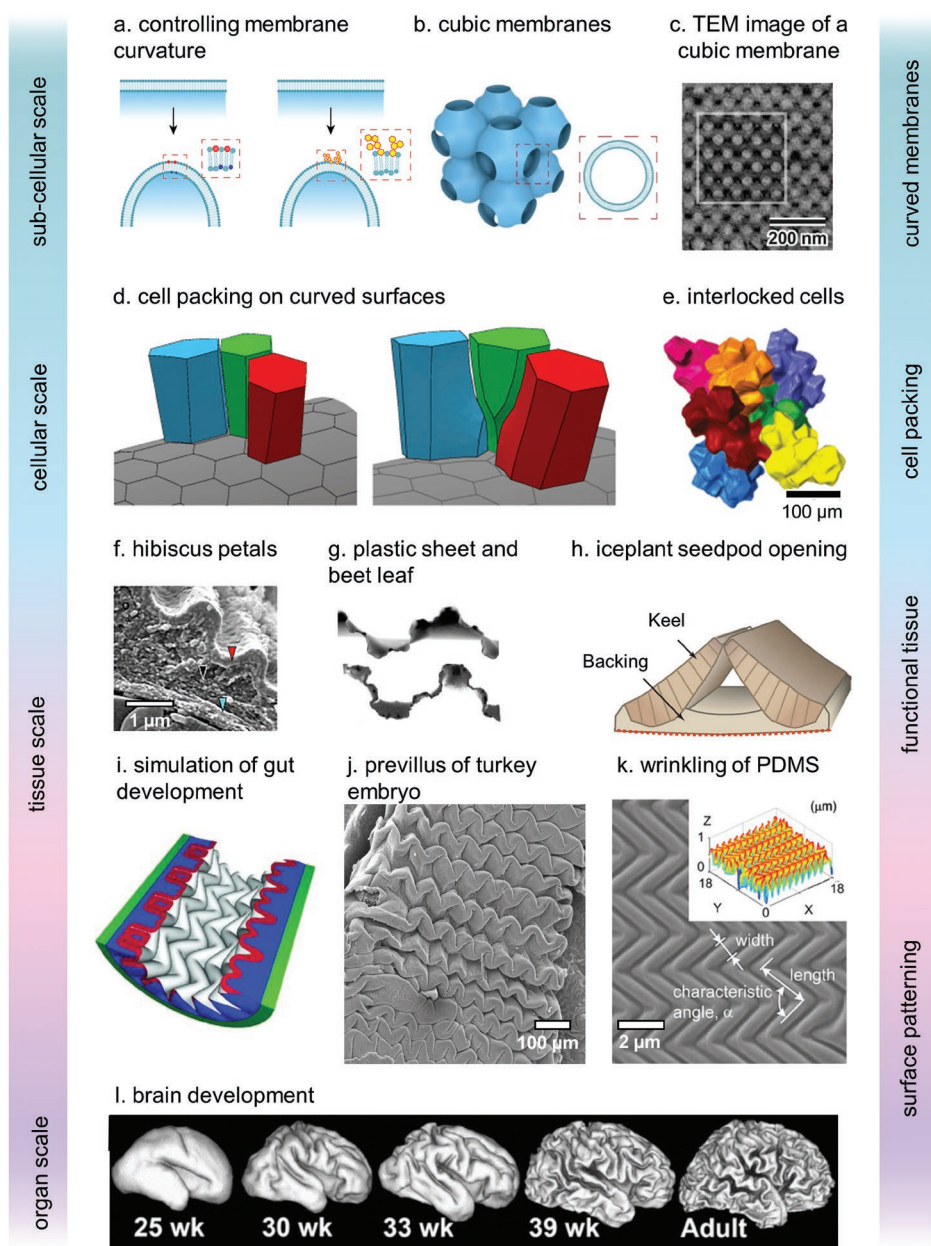 a. controlling membrane
curvature
b. cubic membranes
c. TEM image of a
cubic membrane
200 nm
sub-cellular scale
curved membranes
d. cell packing on curved surfaces
e. interlocked cells
100 µm
cellular scale
cell packing
f. hibiscus petals
1 µm
g. plastic sheet and
beet leaf
h. iceplant seedpod opening
Keel
Backing
tissue scale
functional tissue
i. simulation of gut
development
j. previllus of turkey
embryo
100 µm
k. wrinkling of PDMS
(µm)
Z
1
0
18
Y
0
X
18
width
length
characteristic
angle, α
2 µm
surface patterning
l. brain development
organ scale
25 wk
30 wk
33 wk
39 wk
Adult